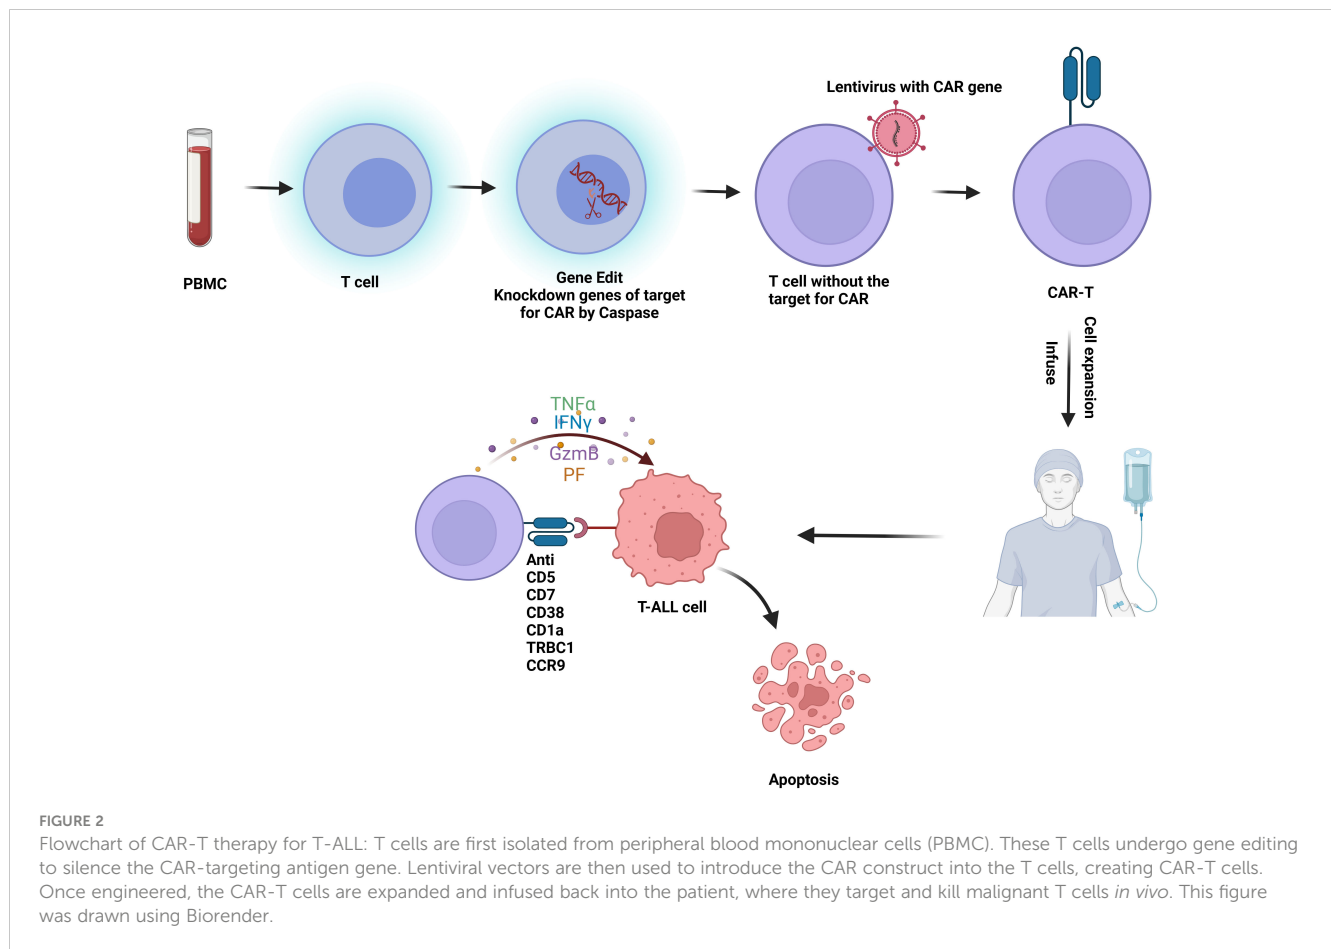 Lentivirus with CAR gene
PBMC
T cell
Gene Edit
Knockdown genes of target
for CAR by Caspase
T cell without the
target for CAR
CAR-T
Cell expansion
Infuse
TNFα
IFNγ
GzmB
PF
Anti
CD5
CD7
CD38
CD1a
TRBC1
CCR9
T-ALL cell
Apoptosis
FIGURE 2
Flowchart of CAR-T therapy for T-ALL: T cells are first isolated from peripheral blood mononuclear cells (PBMC). These T cells undergo gene editing
to silence the CAR-targeting antigen gene. Lentiviral vectors are then used to introduce the CAR construct into the T cells, creating CAR-T cells.
Once engineered, the CAR-T cells are expanded and infused back into the patient, where they target and kill malignant T cells in vivo. This figure
was drawn using Biorender.